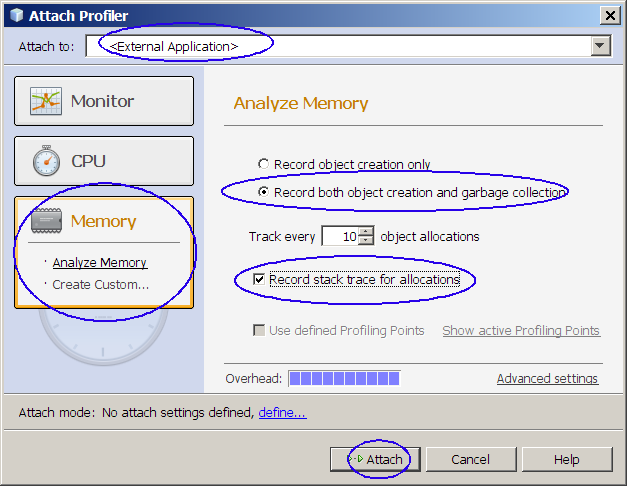 Attach Profiler
Attach to: <External Application>
Monitor
CPU
Memory
· Analyze Memory
· Create Custom...
Analyze Memory
Record object creation only
Record both object creation and garbage collection
Track every 10 object allocations
Record stack trace for allocations
Use defined Profiling Points Show active Profiling Points
Overhead: Advanced settings
Attach mode: No attach settings defined, define...
Attach Cancel Help